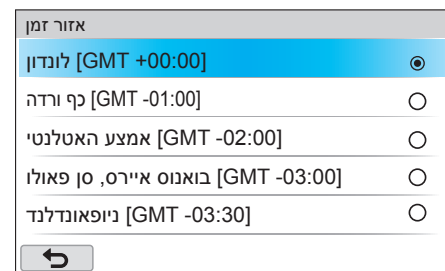 אזור זמן
לונדון [GMT +00:00]
כף ורדה [GMT -01:00]
אמצע האטלנטי [GMT -02:00]
בואנוס איירס, סן פאולו [GMT -03:00]
ניופאונדלנד [GMT -03:30]